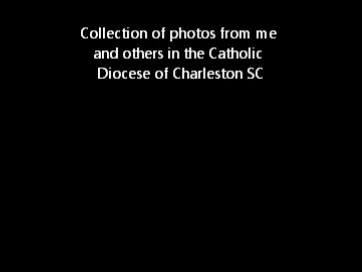 Collection of photos from me
and others in the Catholic
Diocese of Charleston SC